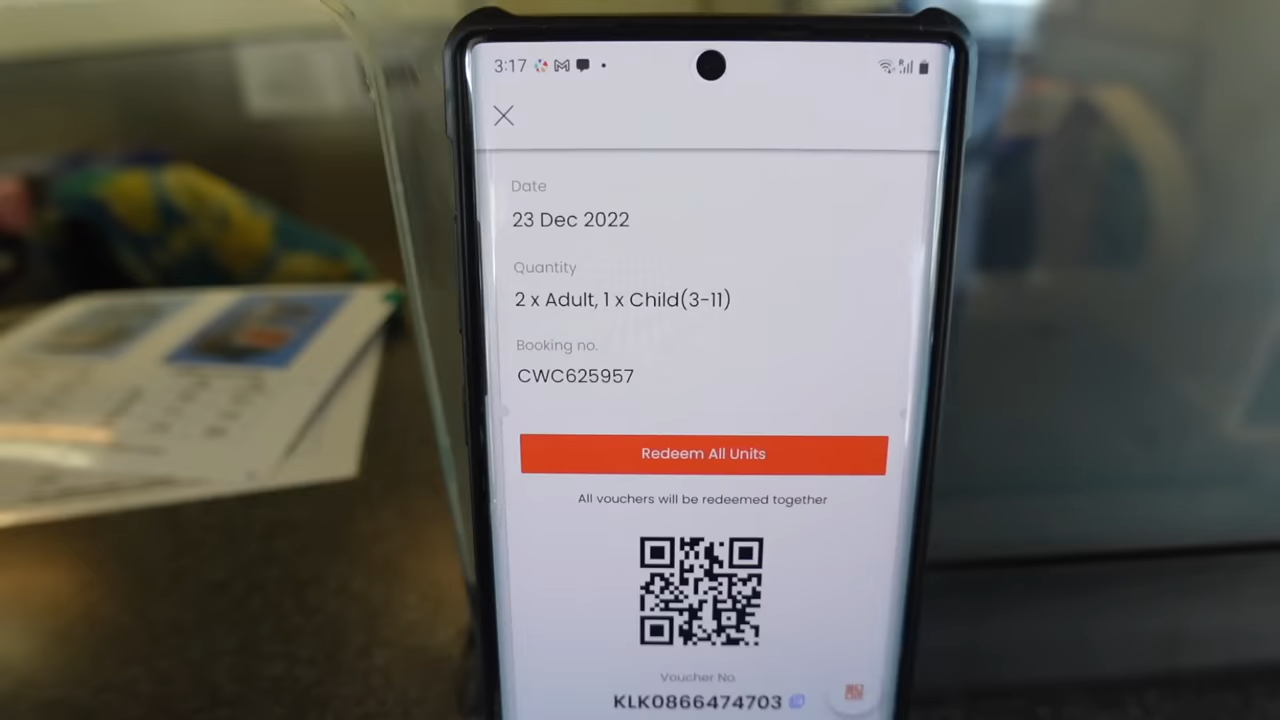 3:17
Date
23 Dec 2022
Quantity
2 x Adult, 1 x Child(3-11)
Booking no.
CWC625957
Redeem All Units
All vouchers will be redeemed together
Voucher No.
KLK0866474703